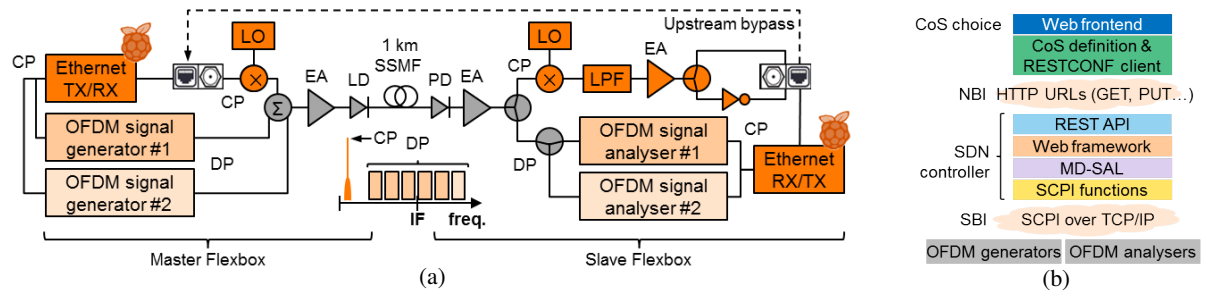 Upstream bypass
CP
Ethernet
TX/RX
LO
CP
Σ
EA
LD
1 km
SSMF
PD
EA
CP
LO
LPF
EA
OFDM signal
generator #1
DP
OFDM signal
generator #2
CP
DP
IF
freq.
DP
OFDM signal
analyser #1
OFDM signal
analyser #2
CP
Ethernet
RX/TX
Master Flexbox
(a)
Slave Flexbox
CoS choice
Web frontend
CoS definition &
RESTCONF client
NBI
HTTP URLs (GET, PUT…)
SDN
controller
REST API
Web framework
MD-SAL
SCPI functions
SBI
SCPI over TCP/IP
OFDM generators
OFDM analysers
(b)